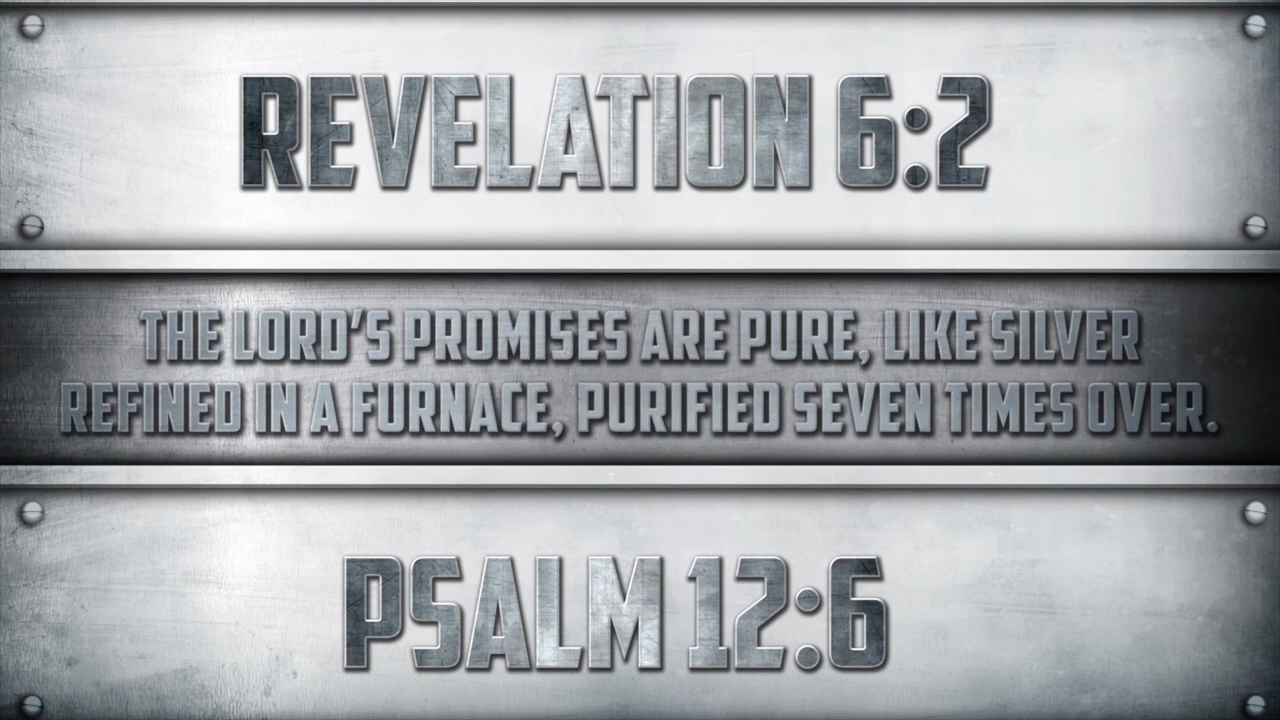 REVELATION 6:2
THE LORD'S PROMISES ARE PURE, LIKE SILVER
REFINED IN A FURNACE, PURIFIED SEVEN TIMES OVER.
PSALM 12:6